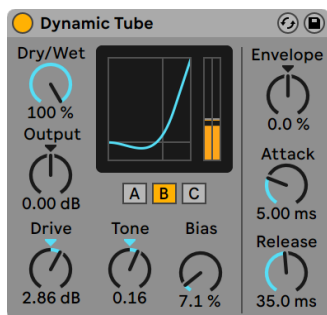 Dynamic Tube
Dry/Wet
100 %
Output
0.00 dB
A B C
Drive
2.86 dB
Tone
0.16
Bias
7.1 %
Envelope
0.0 %
Attack
5.00 ms
Release
35.0 ms